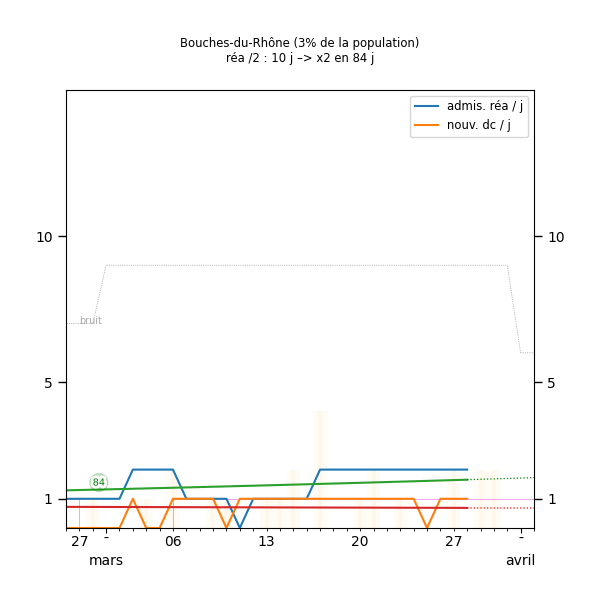 Bouches-du-Rhône (3% de la population)
réa /2 : 10 j –> x2 en 84 j
admis. réa / j
nouv. dc / j
10 10
bruit
5 5
84
1 1
27 - 06 13 20 27 -
mars avril